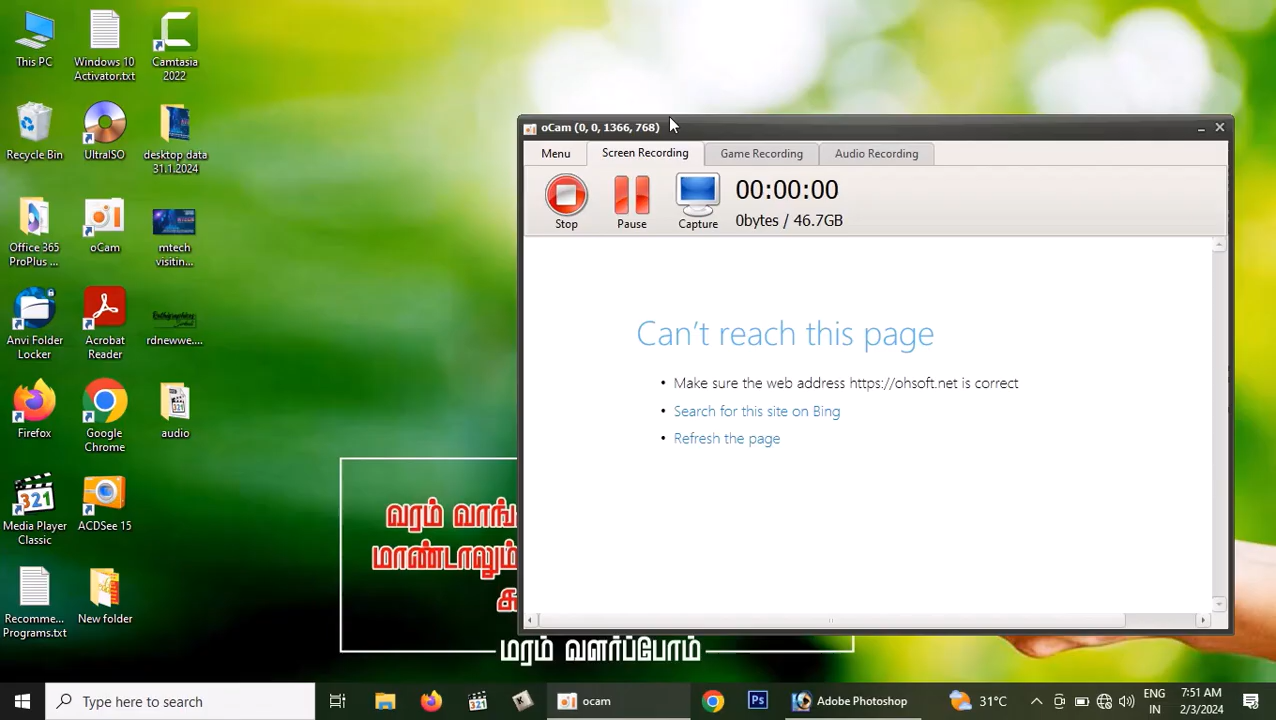 This PC
Windows 10
Activator.txt
Camtasia
2022
Recycle Bin
UltraISO
desktop data
31.1.2024
Office 365
ProPlus ...
oCam
mtech
visitin...
Anvi Folder
Locker
Acrobat
Reader
rdnewwe....
Firefox
Google
Chrome
audio
321
Media Player
Classic
ACDSee 15
Recomme...
Programs.txt
New folder
oCam (0, 0, 1366, 768)
Menu
Screen Recording
Game Recording
Audio Recording
Stop
Pause
Capture
00:00:00
0bytes / 46.7GB
Can't reach this page
• Make sure the web address https://ohsoft.net is correct
• Search for this site on Bing
• Refresh the page
வரம் வாங்
மாண்டாலும்
மரம் வளர்ப்போம்
Type here to search
321
K
ocam
Ps
Adobe Photoshop
31°C
ENG
IN
7:51 AM
2/3/2024